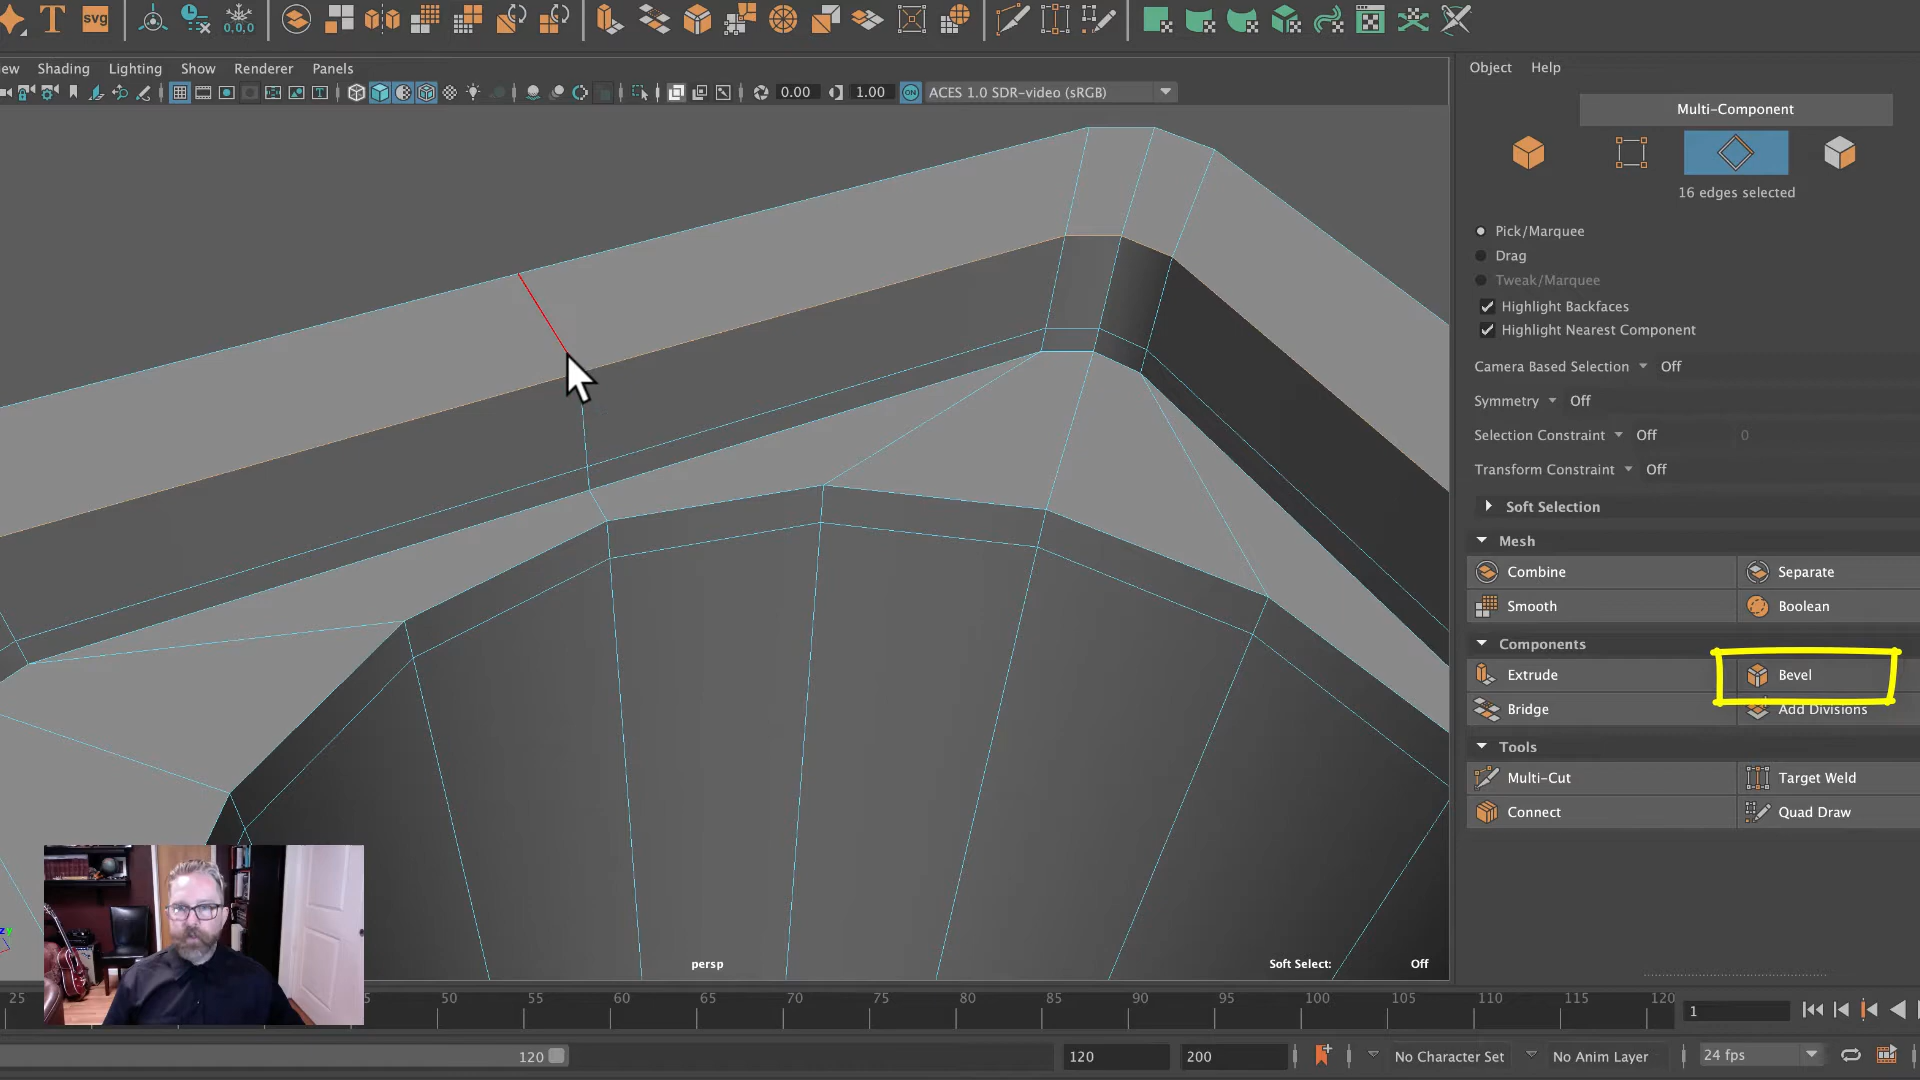 T svg 0,0,0
ew Shading Lighting Show Renderer Panels
0.00 1.00 ON ACES 1.0 SDR-video (sRGB)
Object Help
Multi-Component
16 edges selected
Pick/Marquee
Drag
Tweak/Marquee
Highlight Backfaces
Highlight Nearest Component
Camera Based Selection Off
Symmetry Off
Selection Constraint Off 0
Transform Constraint Off
Soft Selection
Mesh
Combine Separate
Smooth Boolean
Components
Extrude Bevel
Bridge Add Divisions
Tools
Multi-Cut Target Weld
Connect Quad Draw
zy
persp Soft Select: Off
25 50 55 60 65 70 75 80 85 90 95 100 105 110 115 120 1
120 120 200 No Character Set No Anim Layer 24 fps